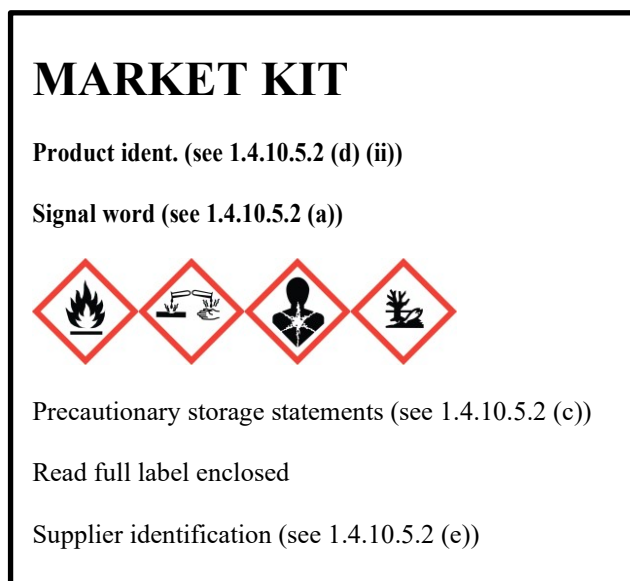 MARKET KIT
Product ident. (see 1.4.10.5.2 (d) (ii))
Signal word (see 1.4.10.5.2 (a))
Precautionary storage statements (see 1.4.10.5.2 (c))
Read full label enclosed
Supplier identification (see 1.4.10.5.2 (e))